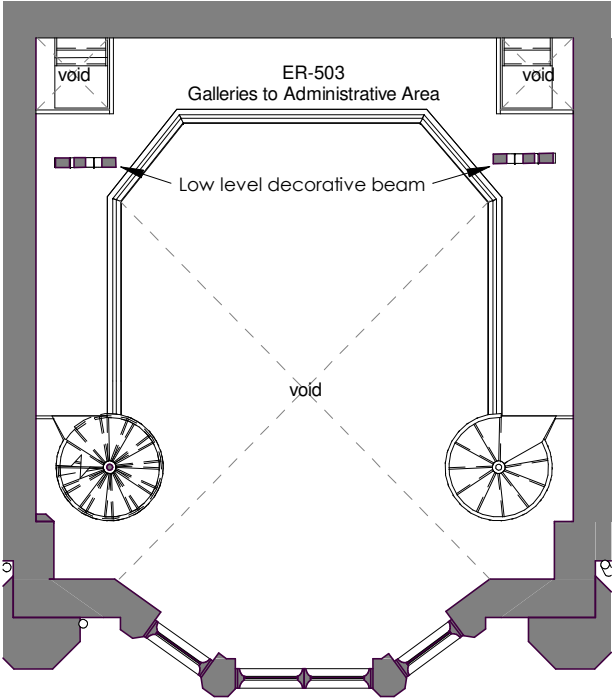 void
void
ER-503
Galleries to Administrative Area
Low level decorative beam
void